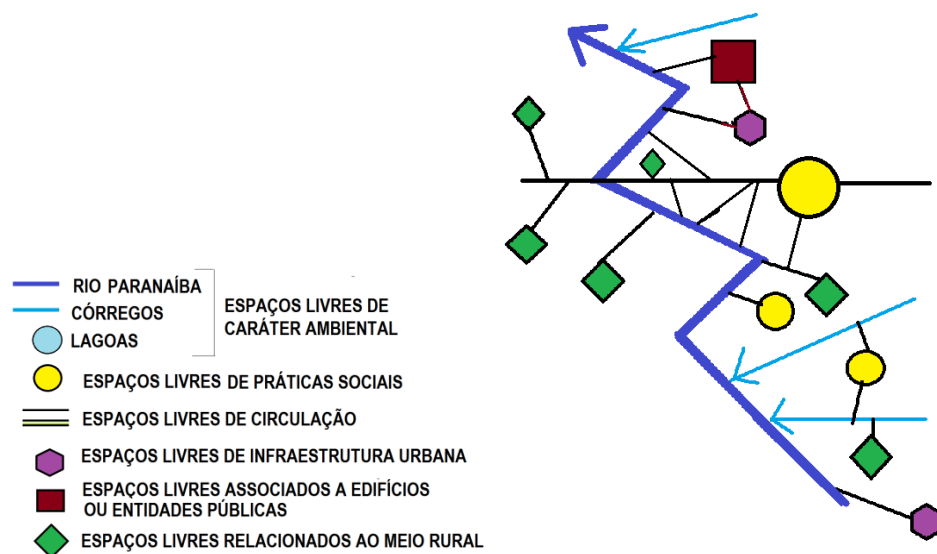 RIO PARANAÍBA
CÓRREGOS
LAGOAS
ESPAÇOS LIVRES DE
CARÁTER AMBIENTAL
ESPAÇOS LIVRES DE PRÁTICAS SOCIAIS
ESPAÇOS LIVRES DE CIRCULAÇÃO
ESPAÇOS LIVRES DE INFRAESTRUTURA URBANA
ESPAÇOS LIVRES ASSOCIADOS A EDIFÍCIOS
OU ENTIDADES PÚBLICAS
ESPAÇOS LIVRES RELACIONADOS AO MEIO RURAL